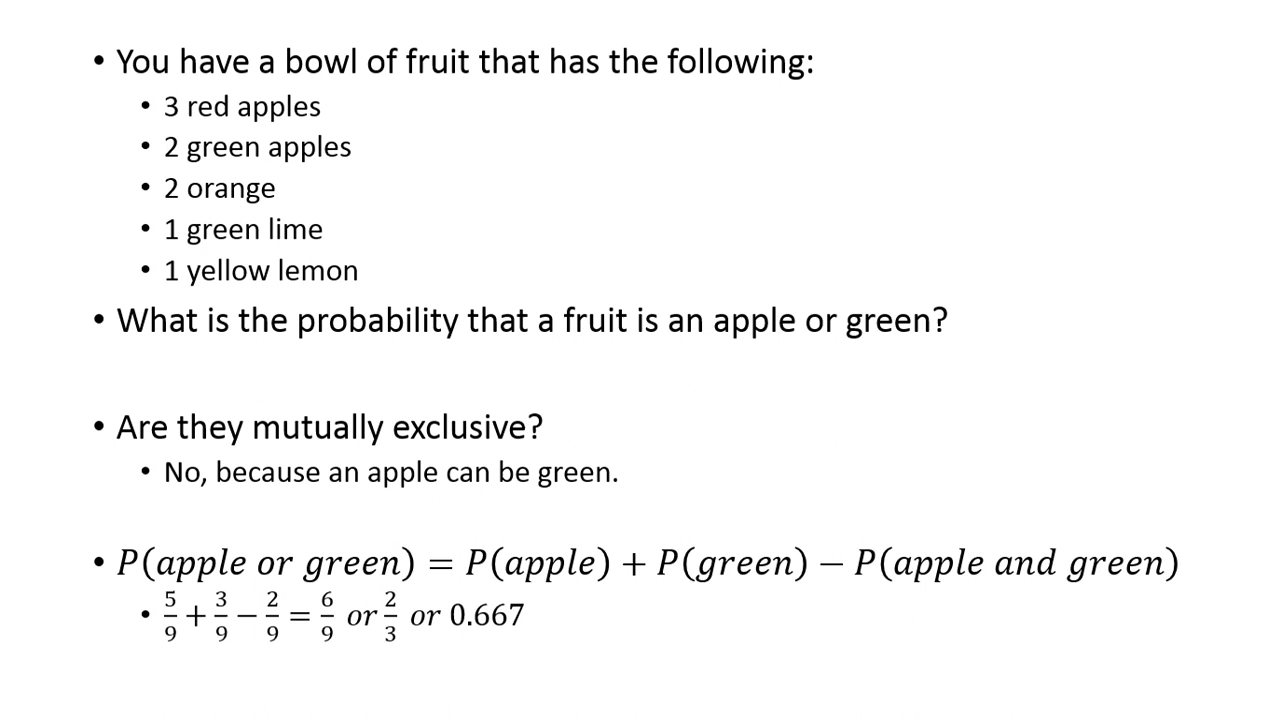 • You have a bowl of fruit that has the following:
• 3 red apples
• 2 green apples
• 2 orange
• 1 green lime
• 1 yellow lemon
• What is the probability that a fruit is an apple or green?
• Are they mutually exclusive?
• No, because an apple can be green.
• P(apple or green) = P(apple) + P(green) − P(apple and green)
• 5/9 + 3/9 − 2/9 = 6/9 or 2/3 or 0.667